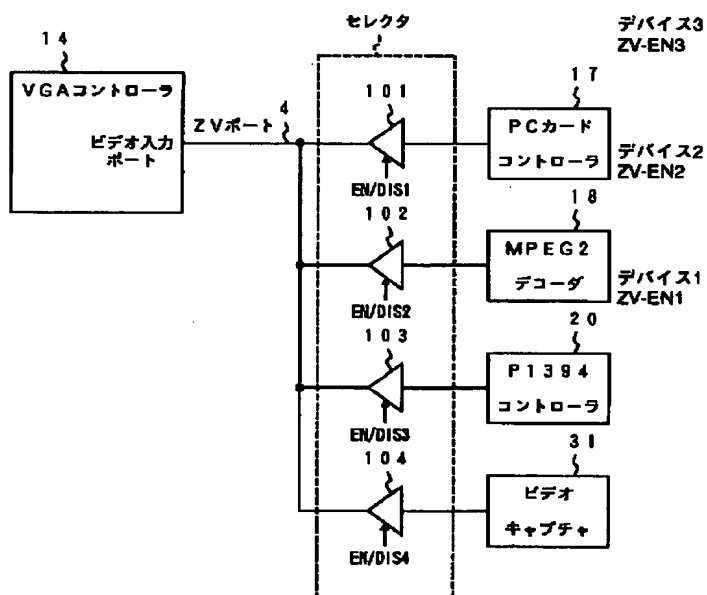 セレクタ
デバイス3
ZV-EN3
14
VGAコントローラ
ビデオ入力
ポート
ZVポート
4
101
EN/DIS1
17
PCカード
コントローラ
デバイス2
ZV-EN2
102
EN/DIS2
18
MPEG2
デコーダ
デバイス1
ZV-EN1
103
EN/DIS3
20
P1394
コントローラ
104
EN/DIS4
31
ビデオ
キャプチャ